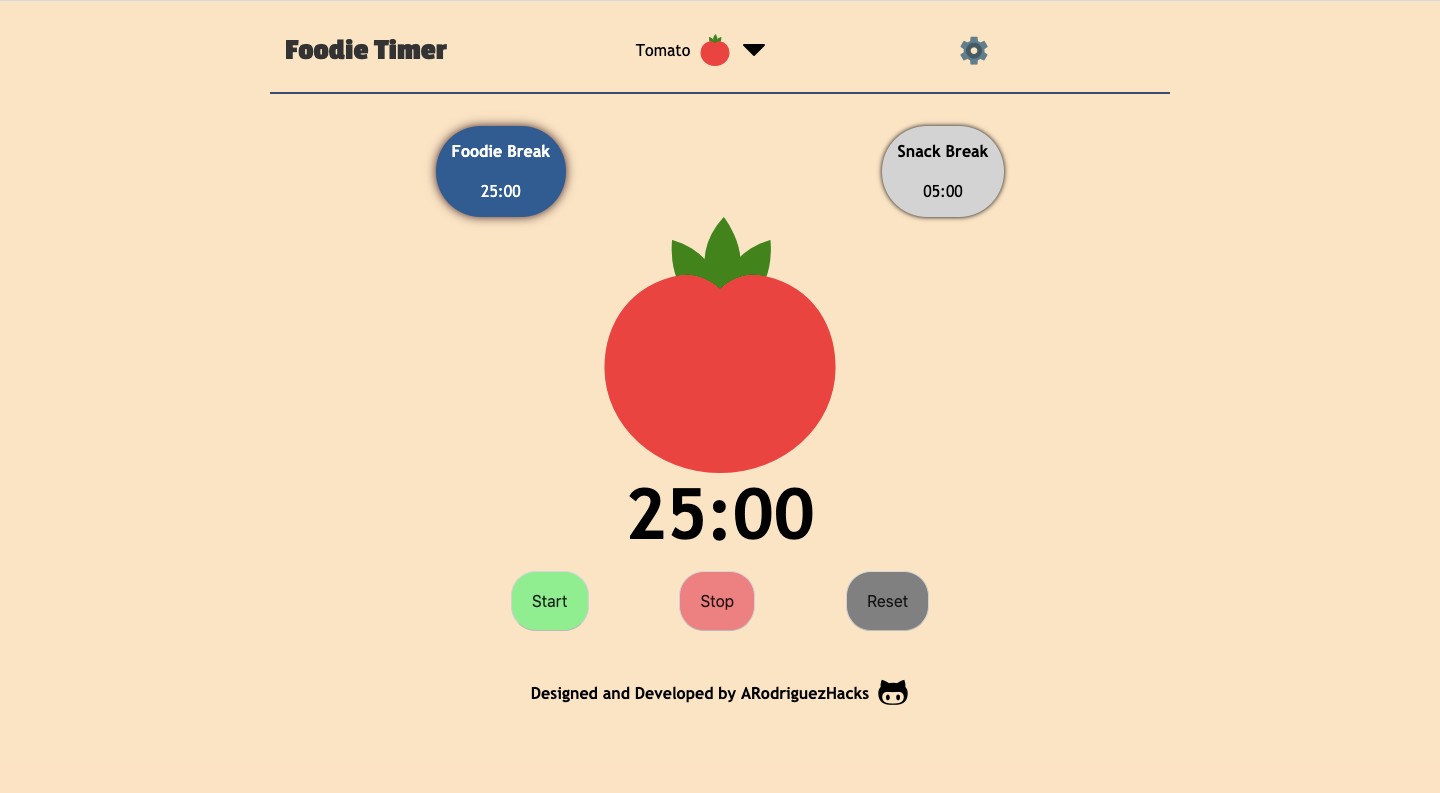 Foodie Timer
Tomato
Foodie Break
25:00
Snack Break
05:00
25:00
Start
Stop
Reset
Designed and Developed by ARodriguezHacks